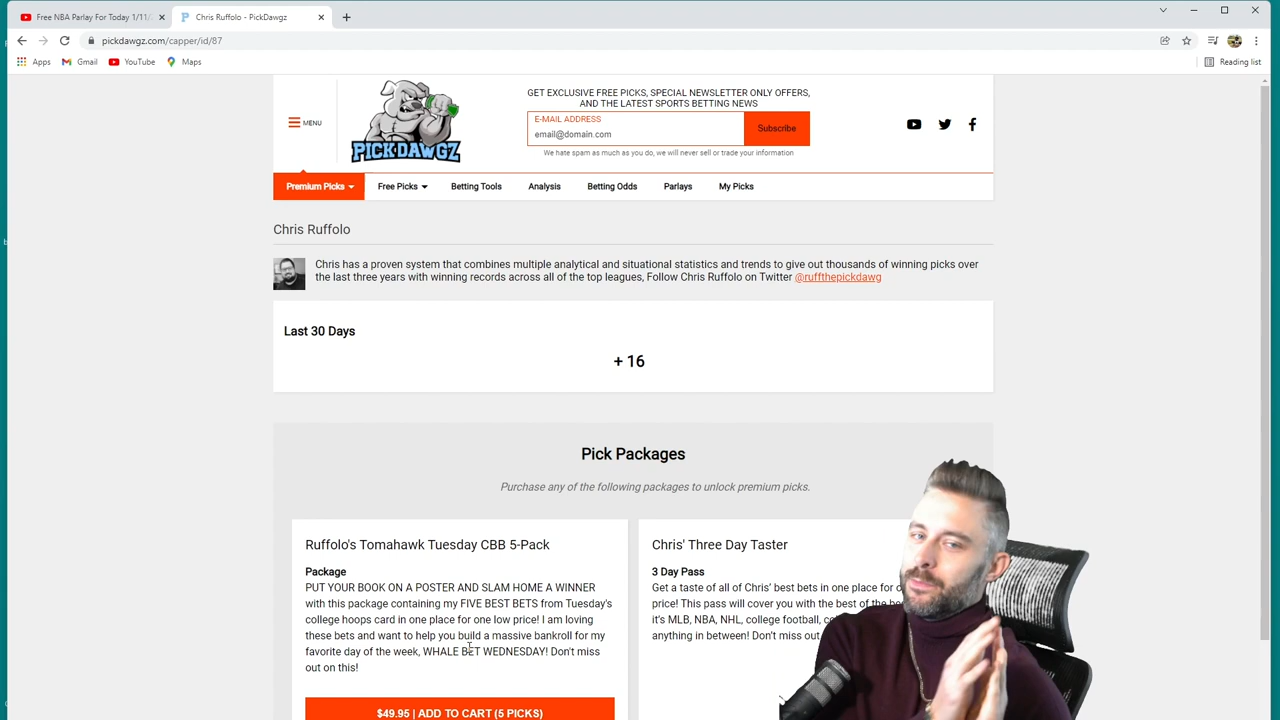 Free NBA Parlay For Today 1/11/
Chris Ruffolo - PickDawgz
pickdawgz.com/capper/id/87
Apps
Gmail
YouTube
Maps
Reading list
MENU
PICKDAWGZ
GET EXCLUSIVE FREE PICKS, SPECIAL NEWSLETTER ONLY OFFERS,
AND THE LATEST SPORTS BETTING NEWS
E-MAIL ADDRESS
email@domain.com
Subscribe
We hate spam as much as you do, we will never sell or trade your information
Premium Picks
Free Picks
Betting Tools
Analysis
Betting Odds
Parlays
My Picks
Chris Ruffolo
Chris has a proven system that combines multiple analytical and situational statistics and trends to give out thousands of winning picks over
the last three years with winning records across all of the top leagues, Follow Chris Ruffolo on Twitter @ruffthepickdawg
Last 30 Days
+ 16
Pick Packages
Purchase any of the following packages to unlock premium picks.
Ruffolo's Tomahawk Tuesday CBB 5-Pack
Package
PUT YOUR BOOK ON A POSTER AND SLAM HOME A WINNER
with this package containing my FIVE BEST BETS from Tuesday's
college hoops card in one place for one low price! I am loving
these bets and want to help you build a massive bankroll for my
favorite day of the week, WHALE BET WEDNESDAY! Don't miss
out on this!
$49.95 | ADD TO CART (5 PICKS)
Chris' Three Day Taster
3 Day Pass
Get a taste of all of Chris' best bets in one place for
price! This pass will cover you with the best of the
it's MLB, NBA, NHL, college football,
anything in between! Don't miss out